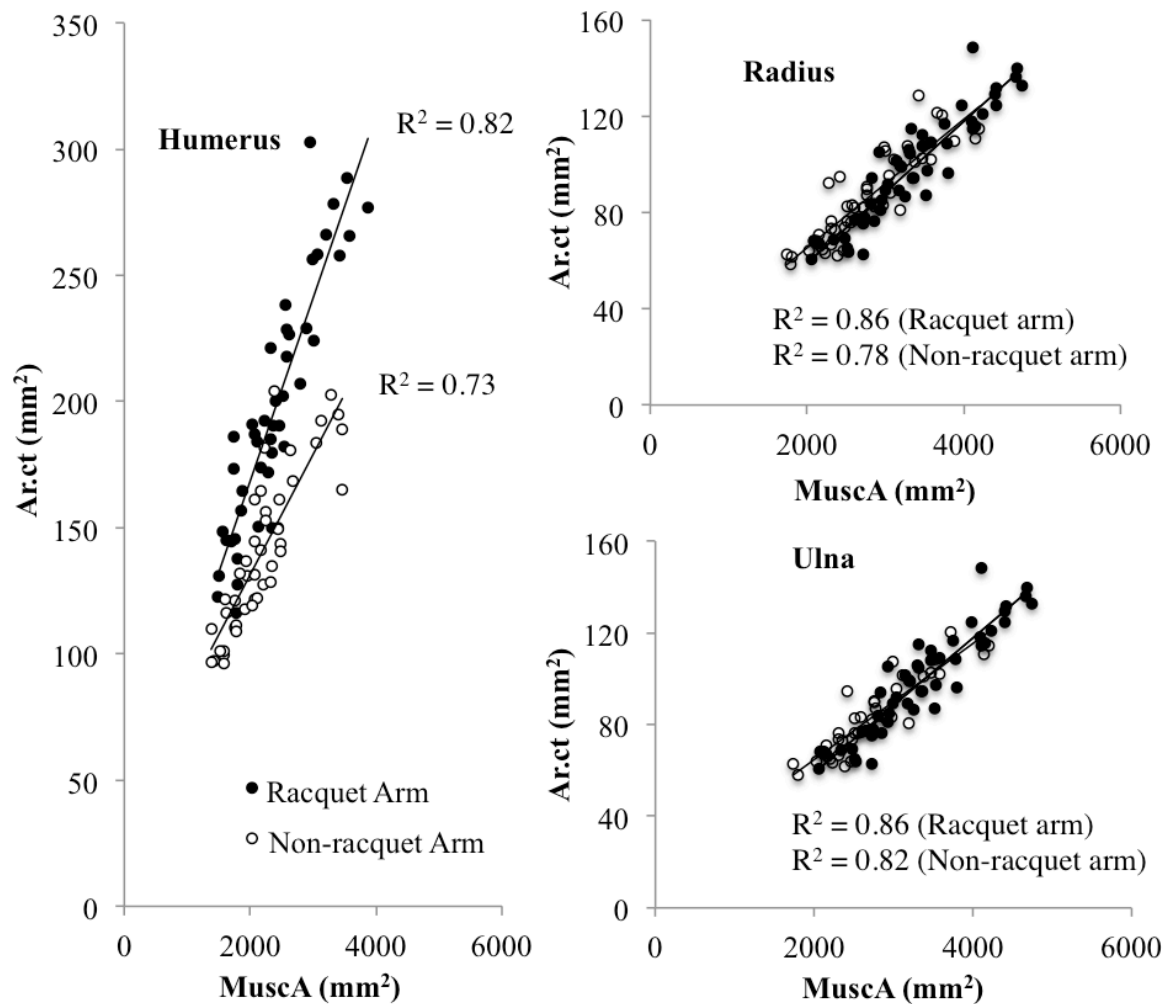 350
300
250
200
150
100
50
0
Ar.ct (mm²)
Humerus
R² = 0.82
R² = 0.73
Racquet Arm
Non-racquet Arm
0 2000 4000 6000
MuscA (mm²)
160
120
80
40
0
Ar.ct (mm²)
Radius
R² = 0.86 (Racquet arm)
R² = 0.78 (Non-racquet arm)
0 2000 4000 6000
MuscA (mm²)
160
120
80
40
0
Ar.ct (mm²)
Ulna
R² = 0.86 (Racquet arm)
R² = 0.82 (Non-racquet arm)
0 2000 4000 6000
MuscA (mm²)